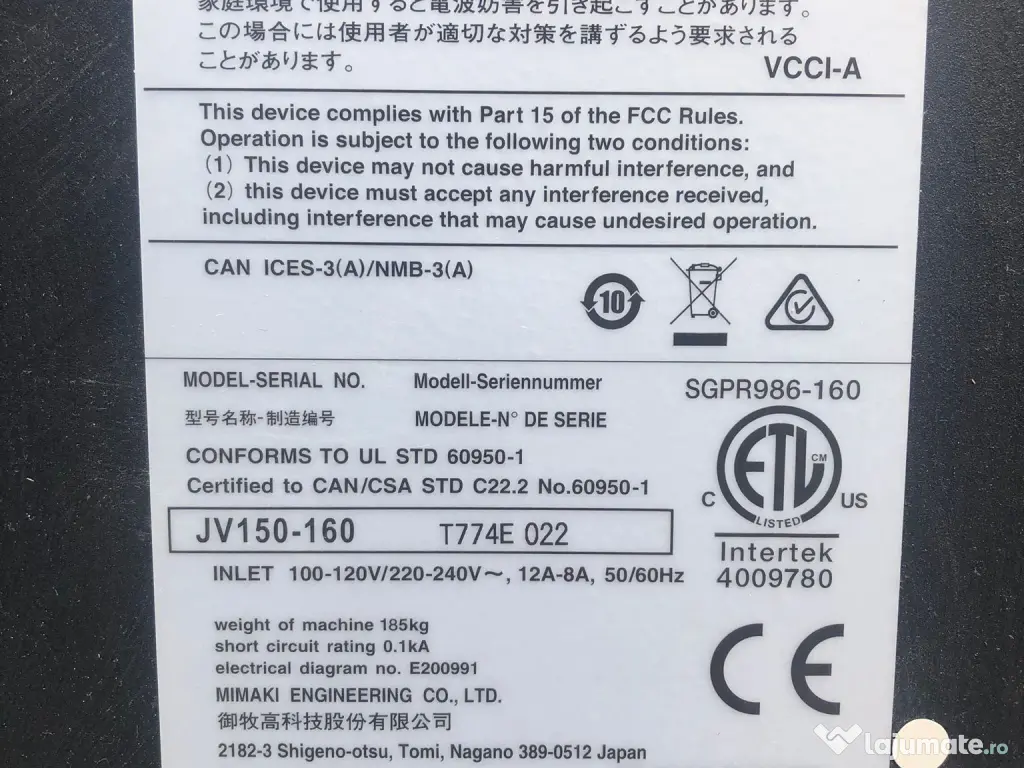 家庭環境で使用すると電波妨害を引き起こすことがあります。
この場合には使用者が適切な対策を講ずるよう要求される
ことがあります。
VCCI-A
This device complies with Part 15 of the FCC Rules.
Operation is subject to the following two conditions:
(1) This device may not cause harmful interference, and
(2) this device must accept any interference received,
including interference that may cause undesired operation.
CAN ICES-3(A)/NMB-3(A)
10
MODEL-SERIAL NO. Modell-Seriennummer
型号名称-制造编号 MODELE-N° DE SERIE
SGPR986-160
CONFORMS TO UL STD 60950-1
Certified to CAN/CSA STD C22.2 No.60950-1
ETL CM
C US
LISTED
Intertek
4009780
JV150-160 T774E 022
INLET 100-120V/220-240V～, 12A-8A, 50/60Hz
weight of machine 185kg
short circuit rating 0.1kA
electrical diagram no. E200991
MIMAKI ENGINEERING CO., LTD.
御牧高科技股份有限公司
2182-3 Shigeno-otsu, Tomi, Nagano 389-0512 Japan
CE
lajumate.ro